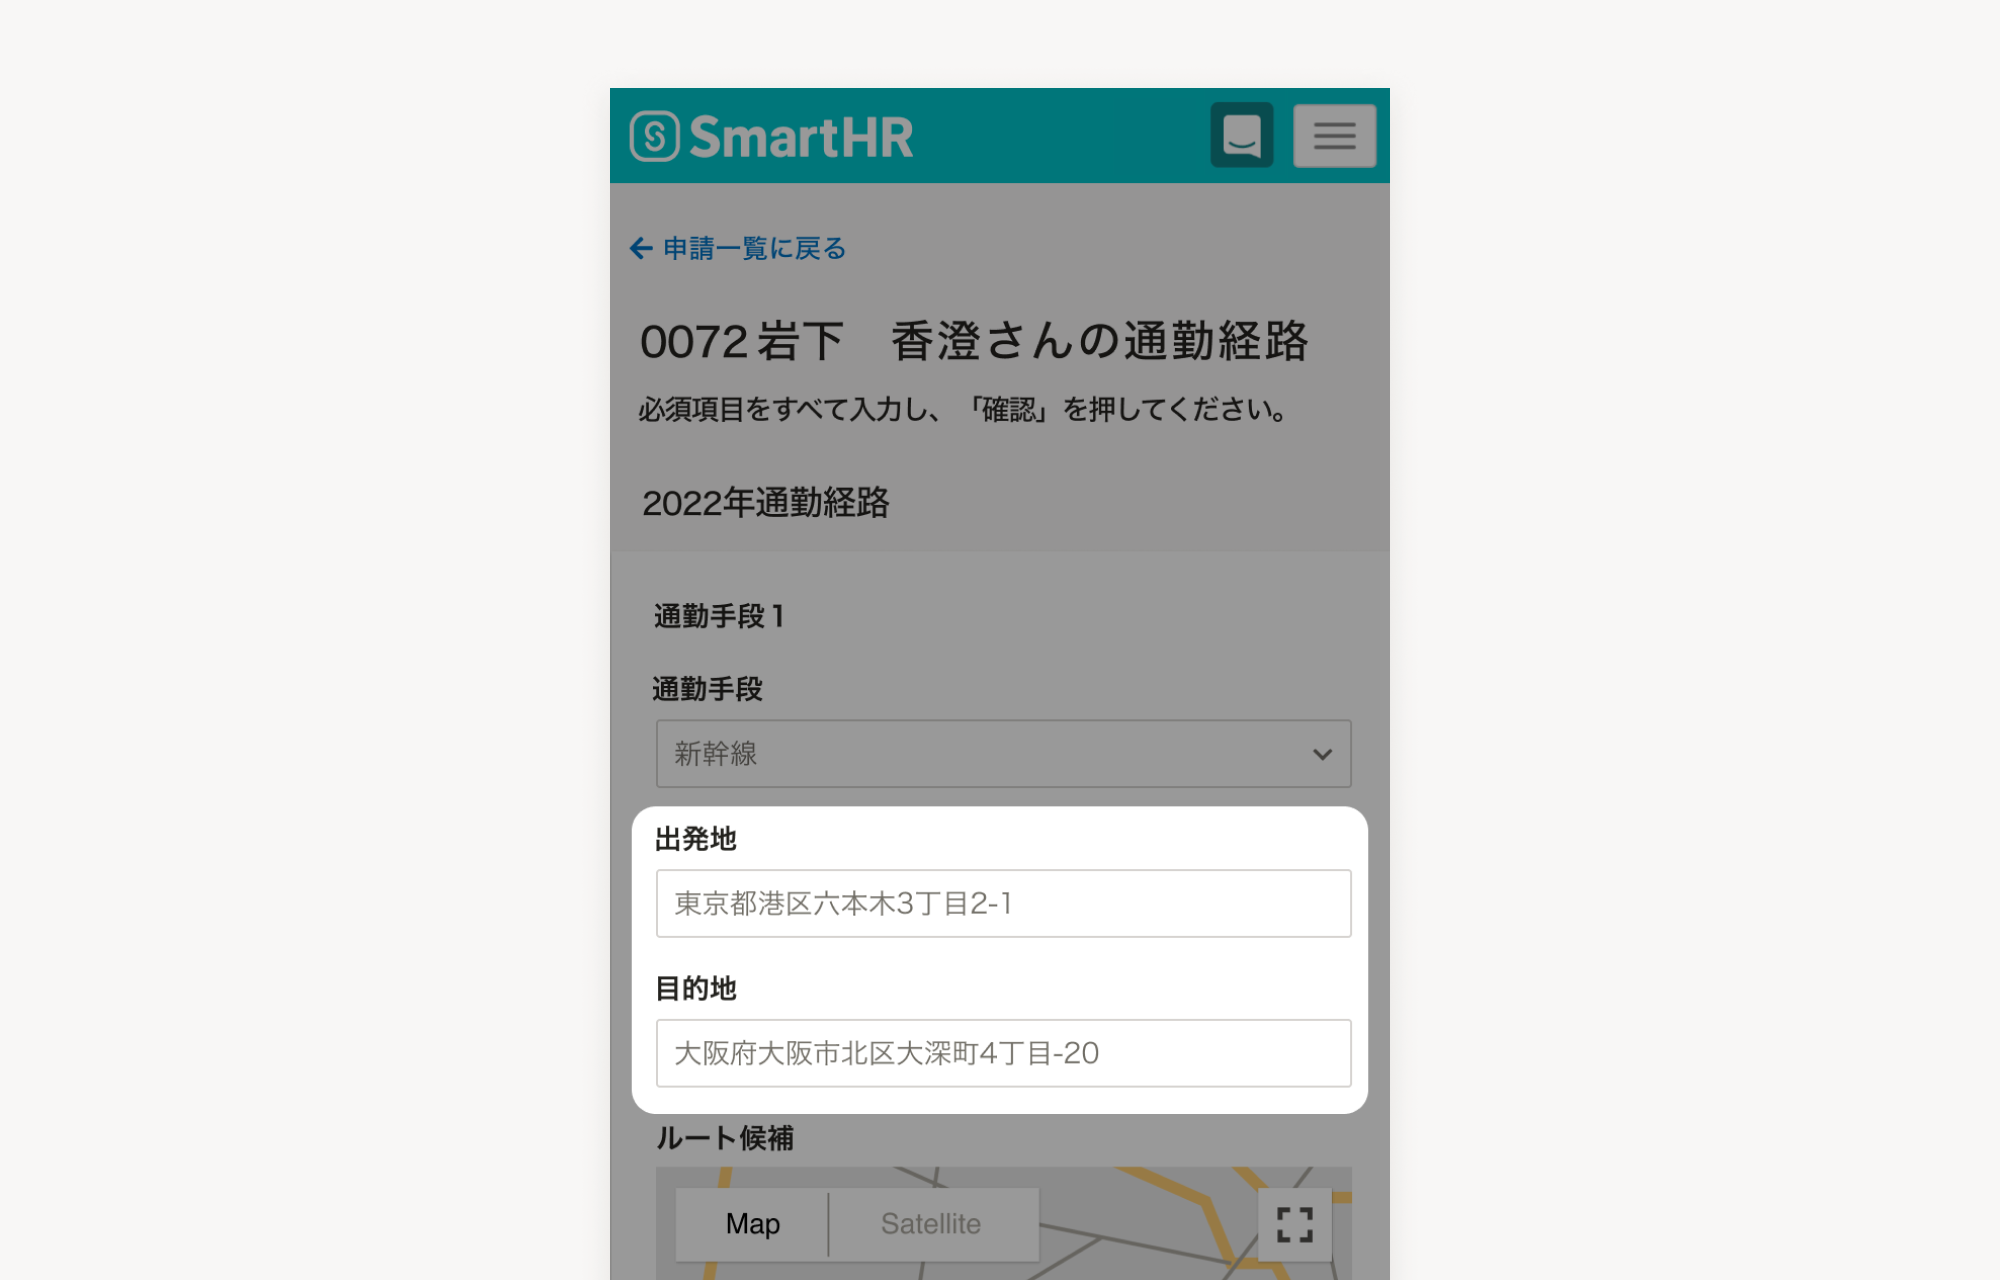 SmartHR
申請一覧に戻る
0072 岩下　香澄さんの通勤経路
必須項目をすべて入力し、「確認」を押してください。
2022年通勤経路
通勤手段1
通勤手段
新幹線
出発地
東京都港区六本木3丁目2-1
目的地
大阪府大阪市北区大深町4丁目-20
ルート候補
Map Satellite